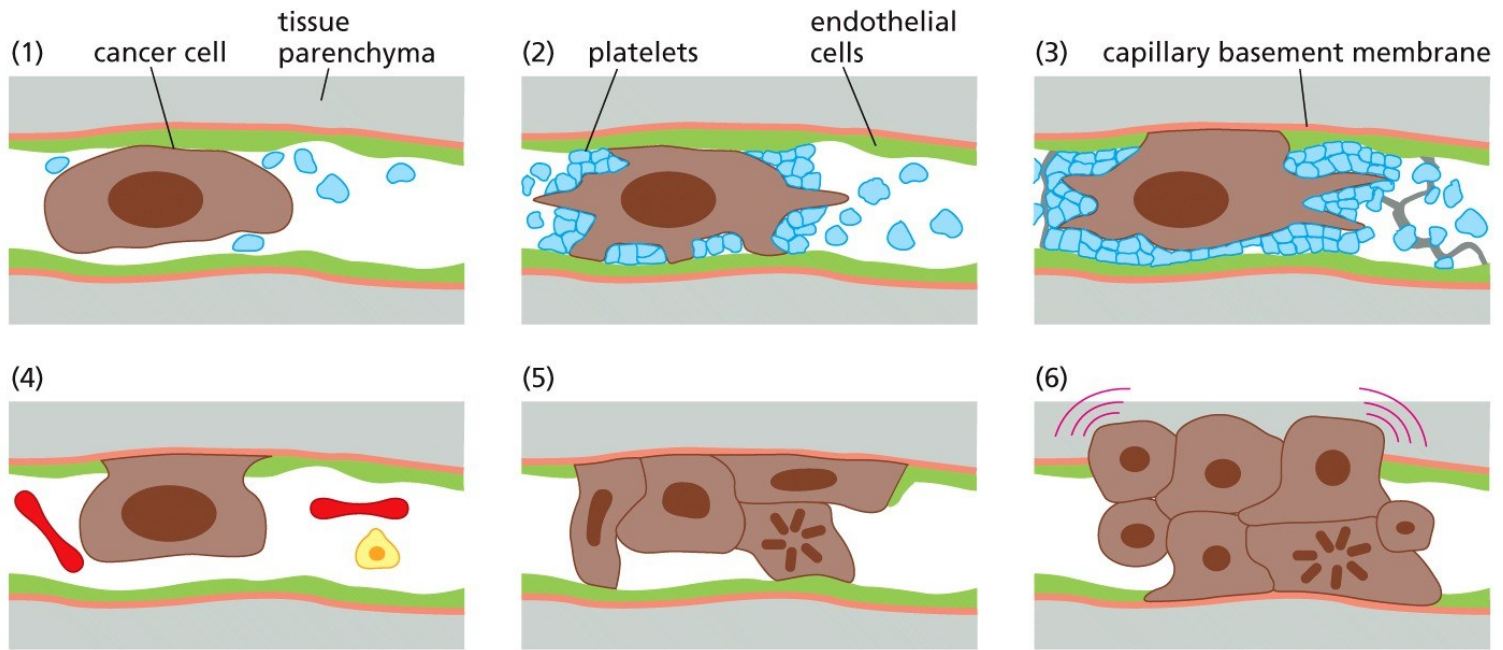 (1)
cancer cell
tissue
parenchyma
(2)
platelets
endothelial
cells
(3)
capillary basement membrane
(4)
(5)
(6)